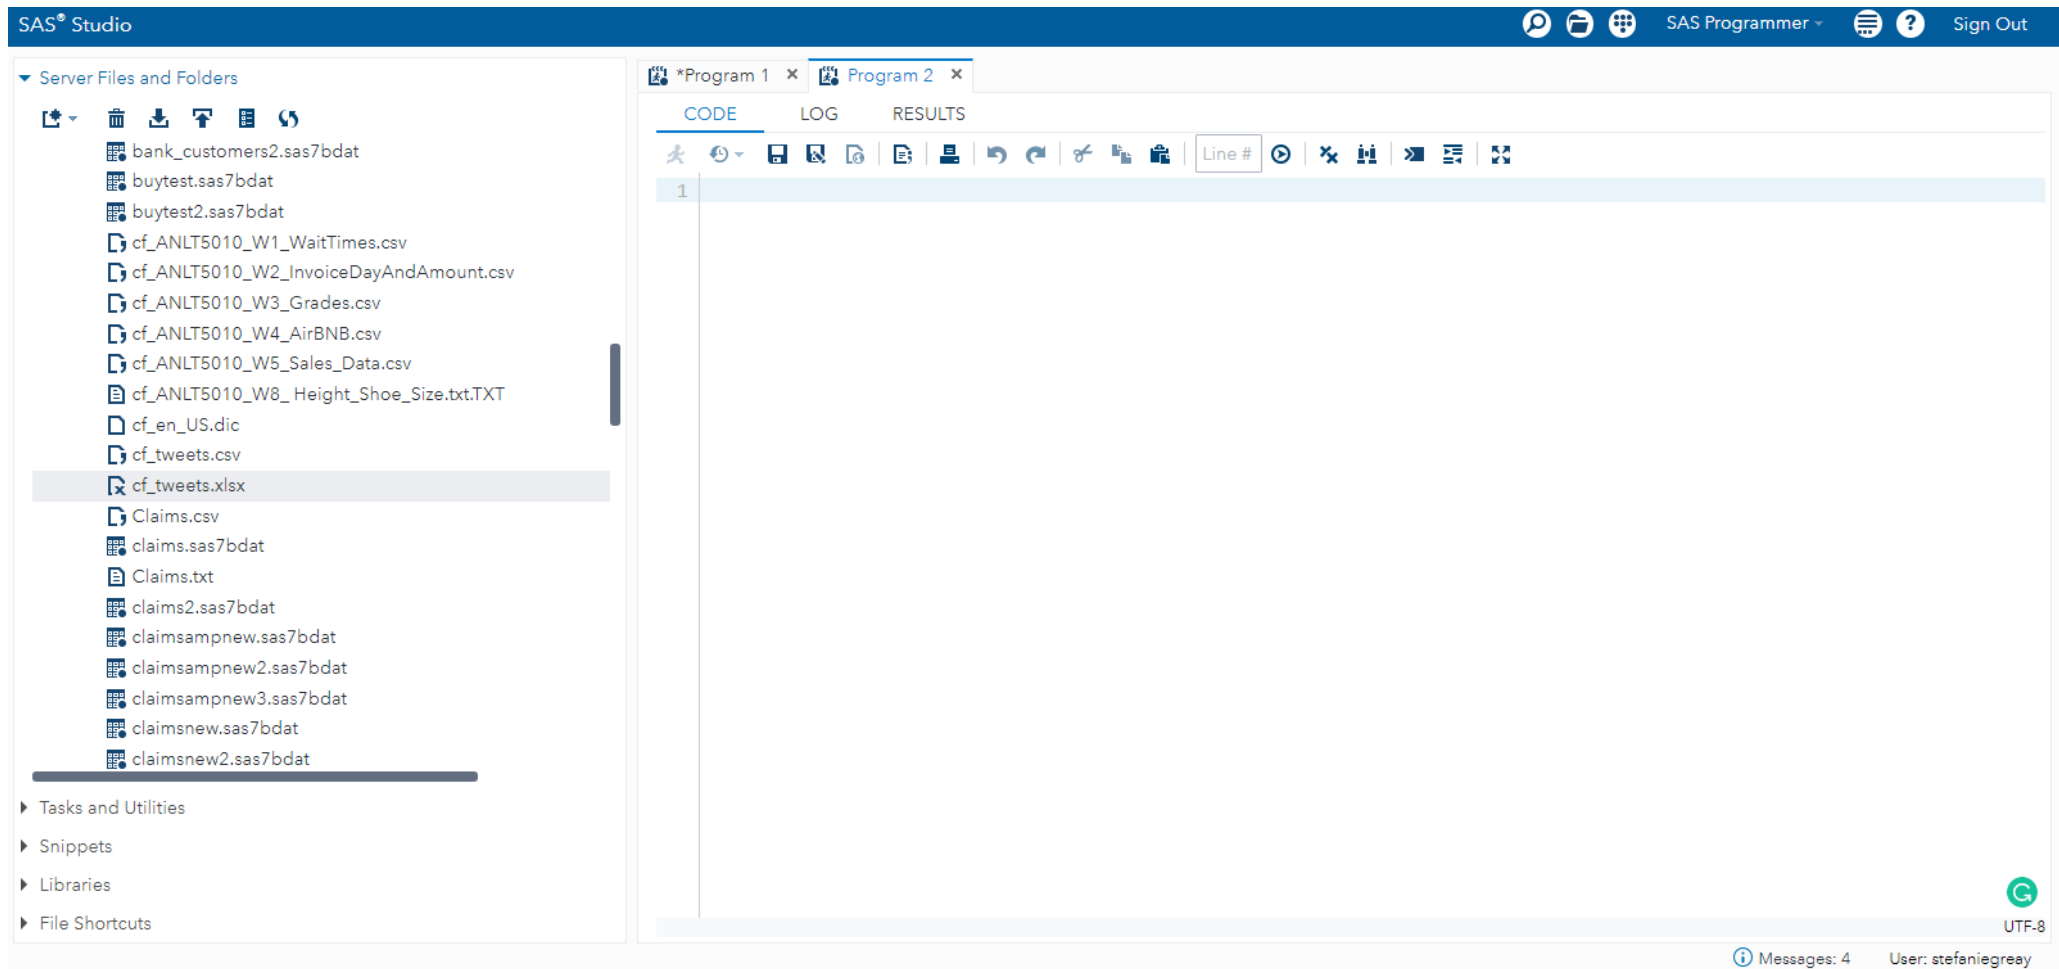 SAS® Studio
SAS Programmer
Sign Out
Server Files and Folders
bank_customers2.sas7bdat
buytest.sas7bdat
buytest2.sas7bdat
cf_ANLT5010_W1_WaitTimes.csv
cf_ANLT5010_W2_InvoiceDayAndAmount.csv
cf_ANLT5010_W3_Grades.csv
cf_ANLT5010_W4_AirBNB.csv
cf_ANLT5010_W5_Sales_Data.csv
cf_ANLT5010_W8_ Height_Shoe_Size.txt.TXT
cf_en_US.dic
cf_tweets.csv
cf_tweets.xlsx
Claims.csv
claims.sas7bdat
Claims.txt
claims2.sas7bdat
claimsampnew.sas7bdat
claimsampnew2.sas7bdat
claimsampnew3.sas7bdat
claimsnew.sas7bdat
claimsnew2.sas7bdat
Tasks and Utilities
Snippets
Libraries
File Shortcuts
*Program 1
Program 2
CODE LOG RESULTS
Line #
1
UTF-8
Messages: 4
User: stefaniegreay